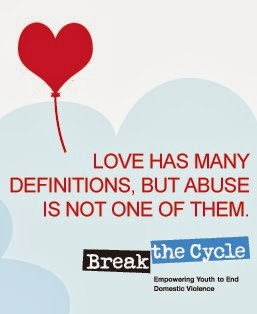 LOVE HAS MANY
DEFINITIONS, BUT ABUSE
IS NOT ONE OF THEM.
Break the Cycle
Empowering Youth to End
Domestic Violence